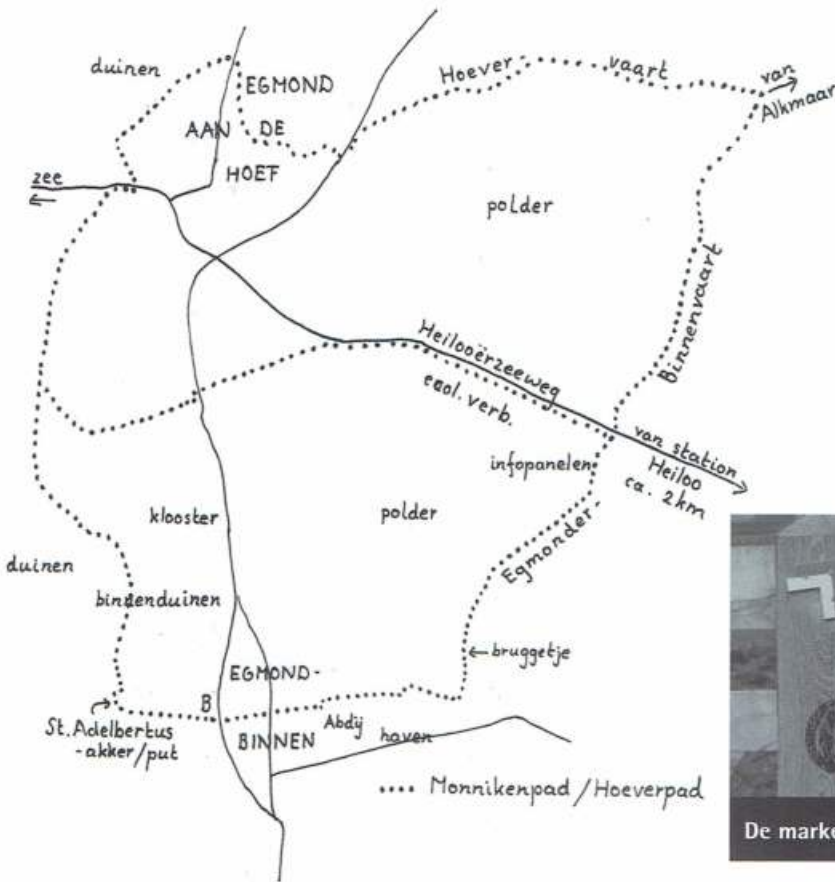 duinen
EGMOND
AAN DE
HOEF
Hoever-
vaart
van
Alkmaar
zee
polder
Binnenvaart
Heilooërzeeweg
ecol. verb.
van station
Heiloo
ca. 2km
infopanelen
Egmonder-
klooster
polder
duinen
binnenduinen
bruggetje
EGMOND-
B
BINNEN
Abdij
haven
St. Adelbertus
-akker/put
.... Monnikenpad / Hoeverpad
De marke